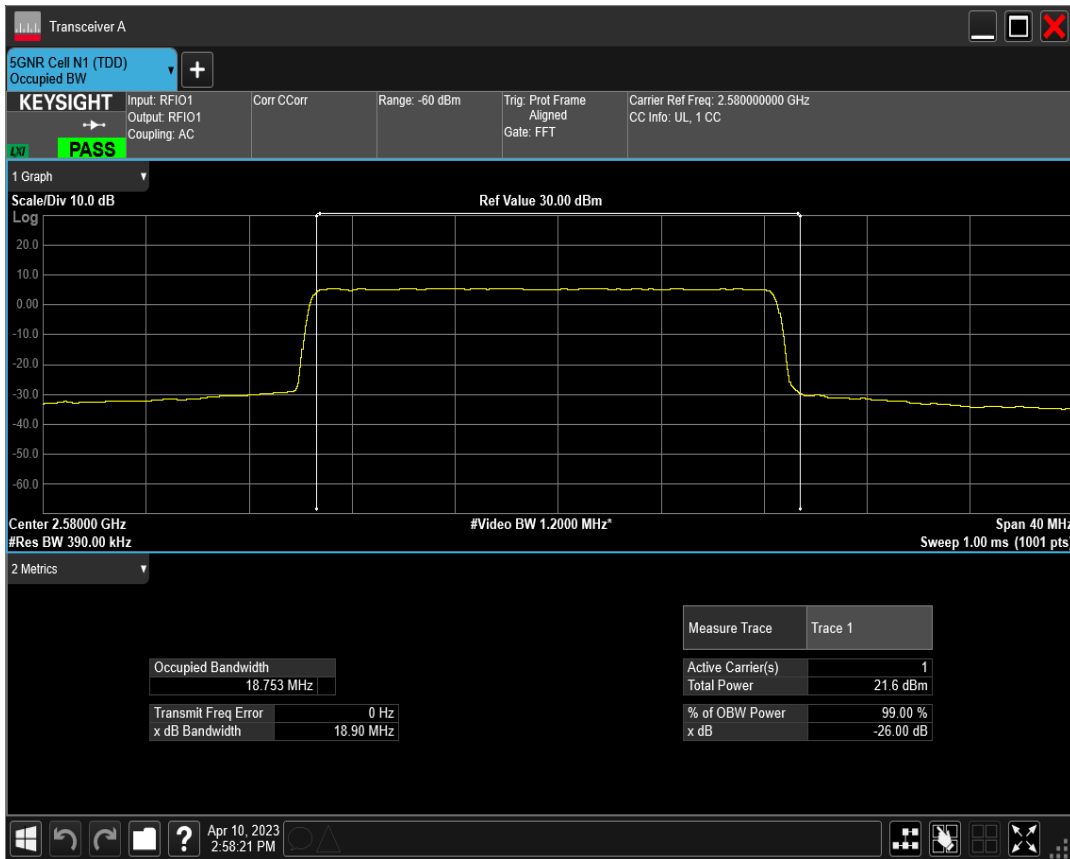 Transceiver A
5GNR Cell N1 (TDD)
Occupied BW
+
KEYSIGHT
LXI
PASS
Input: RFIO1
Output: RFIO1
Coupling: AC
Corr CCorr
Range: -60 dBm
Trig: Prot Frame
Aligned
Gate: FFT
Carrier Ref Freq: 2.580000000 GHz
CC Info: UL, 1 CC
1 Graph
Scale/Div 10.0 dB
Ref Value 30.00 dBm
Log
20.0
10.0
0.00
-10.0
-20.0
-30.0
-40.0
-50.0
-60.0
Center 2.58000 GHz
#Video BW 1.2000 MHz*
Span 40 MHz
#Res BW 390.00 kHz
Sweep 1.00 ms (1001 pts)
2 Metrics
Measure Trace Trace 1
Occupied Bandwidth
18.753 MHz
Active Carrier(s) 1
Total Power 21.6 dBm
Transmit Freq Error 0 Hz
x dB Bandwidth 18.90 MHz
% of OBW Power 99.00 %
x dB -26.00 dB
?
Apr 10, 2023
2:58:21 PM